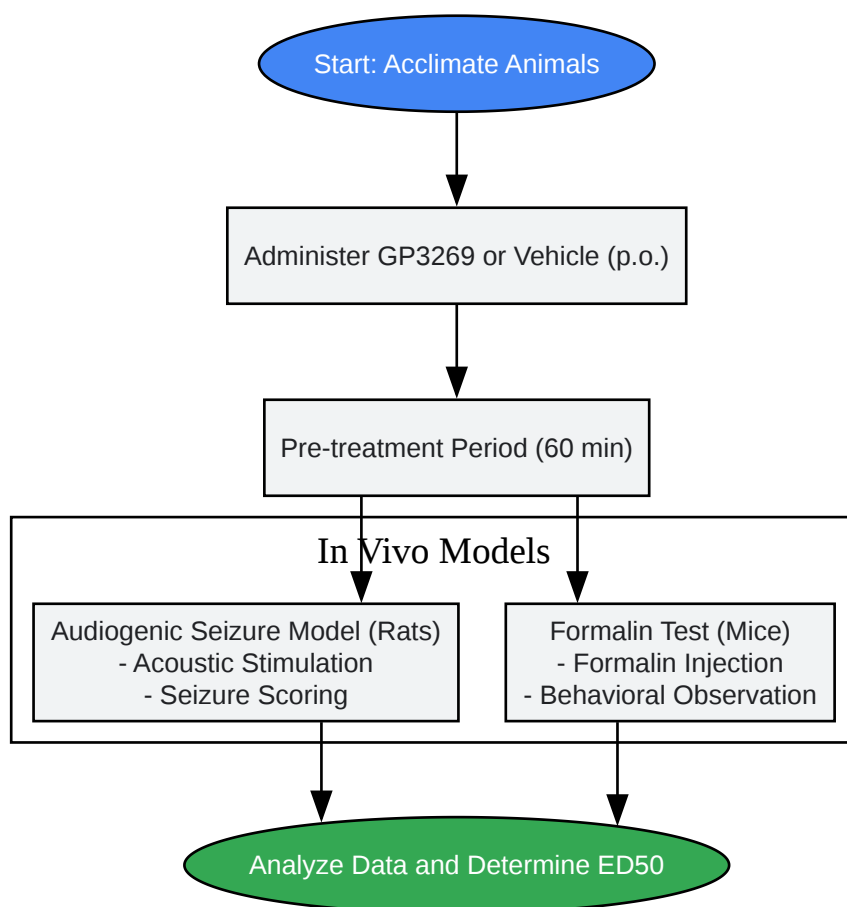 Start: Acclimate Animals
Administer GP3269 or Vehicle (p.o.)
Pre-treatment Period (60 min)
In Vivo Models
Audiogenic Seizure Model (Rats)
- Acoustic Stimulation
- Seizure Scoring
Formalin Test (Mice)
- Formalin Injection
- Behavioral Observation
Analyze Data and Determine ED50